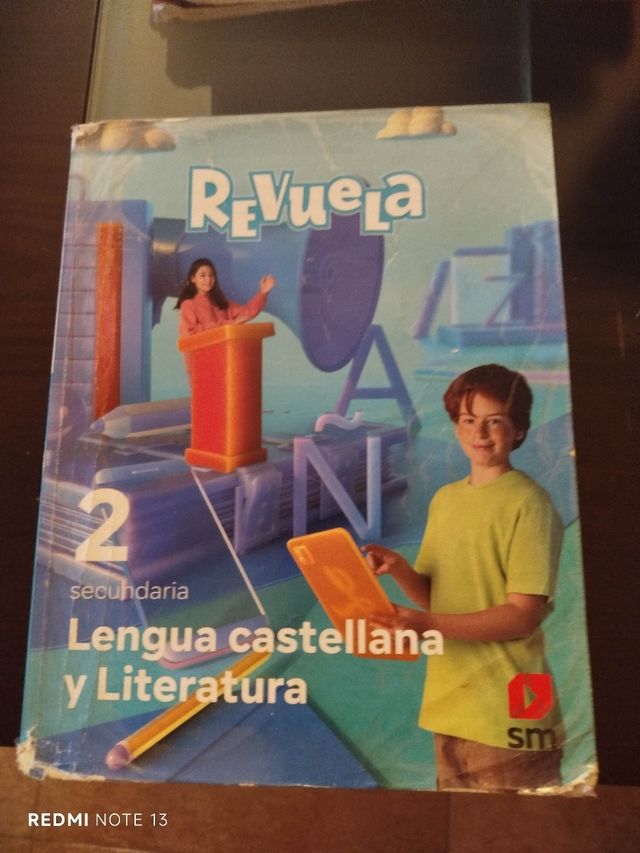 REVueLa
A
Ñ
2
secundaria
Lengua castellana
y Literatura
sm
REDMI NOTE 13